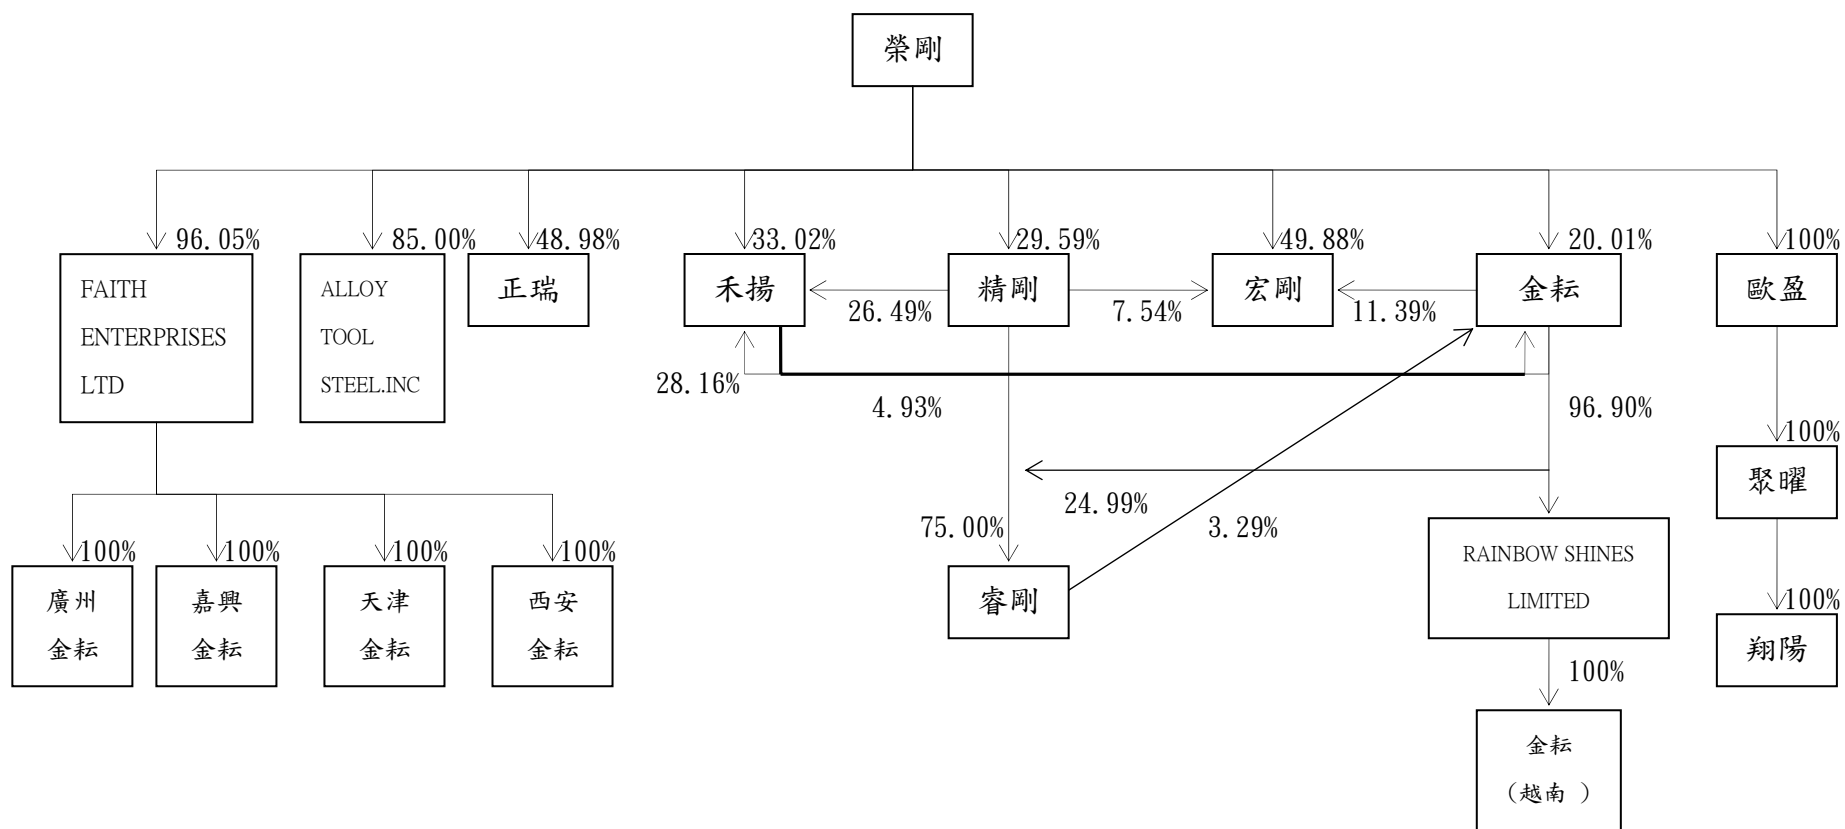 榮剛
96.05%
85.00%
48.98%
33.02%
29.59%
49.88%
20.01%
100%
FAITH
ENTERPRISES
LTD
ALLOY
TOOL
STEEL.INC
正瑞
禾揚
精剛
宏剛
金耘
歐盈
26.49%
7.54%
11.39%
28.16%
4.93%
96.90%
100%
聚曜
24.99%
75.00%
3.29%
100%
100%
100%
100%
廣州
金耘
嘉興
金耘
天津
金耘
西安
金耘
睿剛
RAINBOW SHINES
LIMITED
100%
翔陽
100%
金耘
(越南 )